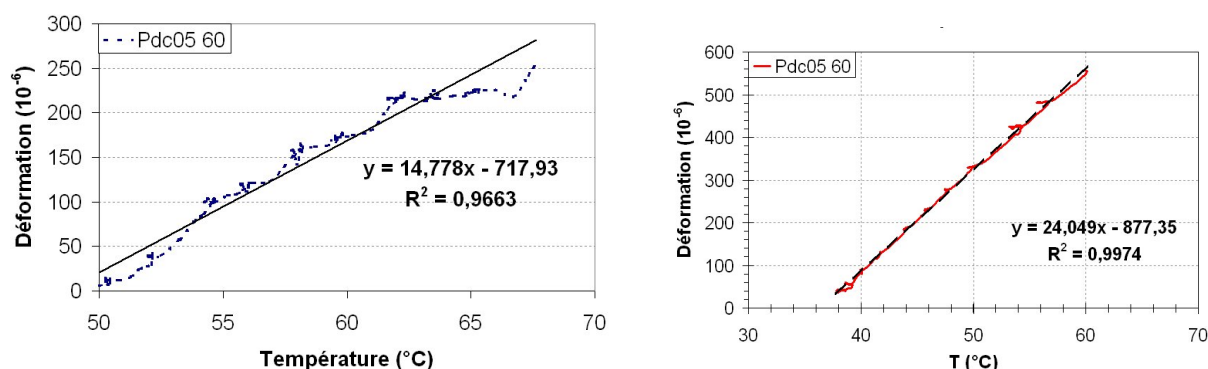 300
250
200
150
100
50
0
Déformation (10-6)
Pdc05 60
y = 14,778x - 717,93
R2 = 0,9663
50 55 60 65 70
Température (°C)
600
500
400
300
200
100
0
Déformation (10-6)
Pdc05 60
y = 24,049x - 877,35
R2 = 0,9974
30 40 50 60 70
T (°C)